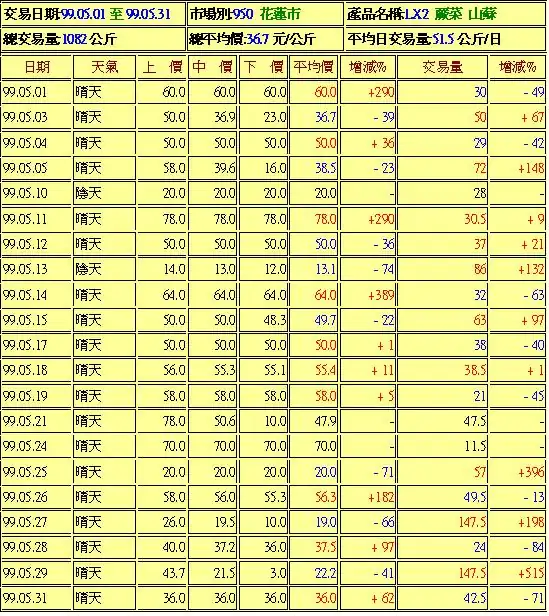 交易日期:99.05.01 至 99.05.31 市場別:950 花蓮市 產品名稱:LX2 蕨菜 山蘇
總交易量:1082 公斤 總平均價:36.7 元/公斤 平均日交易量:51.5 公斤/日
日期 天氣 上 價 中 價 下 價 平均價 增減% 交易量 增減%
99.05.01 晴天 60.0 60.0 60.0 60.0 +290 30 - 49
99.05.03 晴天 50.0 36.9 23.0 36.7 - 39 50 + 67
99.05.04 晴天 50.0 50.0 50.0 50.0 + 36 29 - 42
99.05.05 晴天 58.0 39.6 16.0 38.5 - 23 72 +148
99.05.10 陰天 20.0 20.0 20.0 20.0 - 28 -
99.05.11 晴天 78.0 78.0 78.0 78.0 +290 30.5 + 9
99.05.12 晴天 50.0 50.0 50.0 50.0 - 36 37 + 21
99.05.13 陰天 14.0 13.0 12.0 13.1 - 74 86 +132
99.05.14 晴天 64.0 64.0 64.0 64.0 +389 32 - 63
99.05.15 晴天 50.0 50.0 48.3 49.7 - 22 63 + 97
99.05.17 晴天 50.0 50.0 50.0 50.0 + 1 38 - 40
99.05.18 晴天 56.0 55.3 55.1 55.4 + 11 38.5 + 1
99.05.19 晴天 58.0 58.0 58.0 58.0 + 5 21 - 45
99.05.21 晴天 78.0 50.6 10.0 47.9 - 47.5 -
99.05.24 晴天 70.0 70.0 70.0 70.0 - 11.5 -
99.05.25 晴天 20.0 20.0 20.0 20.0 - 71 57 +396
99.05.26 晴天 58.0 56.0 55.3 56.3 +182 49.5 - 13
99.05.27 晴天 26.0 19.5 10.0 19.0 - 66 147.5 +198
99.05.28 晴天 40.0 37.2 36.0 37.5 + 97 24 - 84
99.05.29 晴天 43.7 21.5 3.0 22.2 - 41 147.5 +515
99.05.31 晴天 36.0 36.0 36.0 36.0 + 62 42.5 - 71